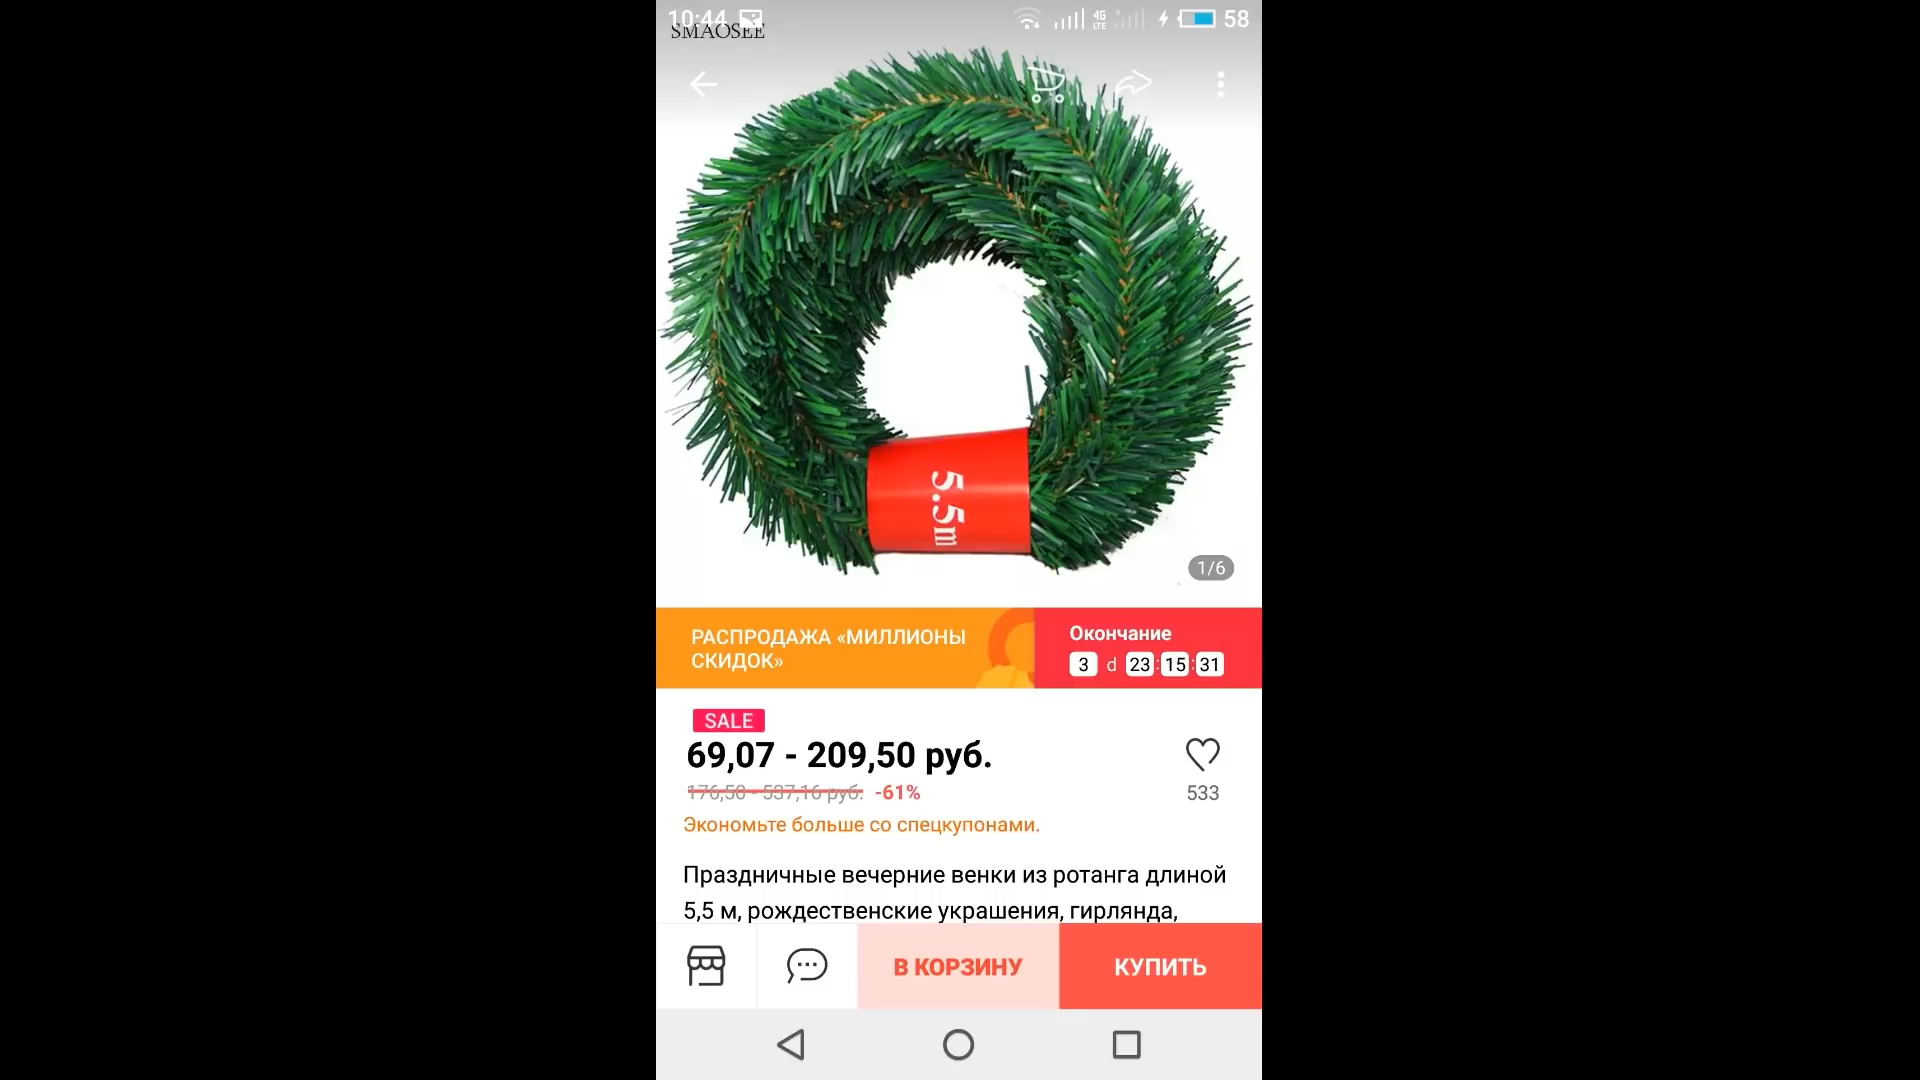 10:44
4G
LTE
58
SMAOSEE
5.5m
1/6
РАСПРОДАЖА «МИЛЛИОНЫ
СКИДОК»
Окончание
3 d 23:15:31
SALE
69,07 - 209,50 руб.
176,50 - 537,16 руб. -61%
533
Экономьте больше со спецкупонами.
Праздничные вечерние венки из ротанга длиной
5,5 м, рождественские украшения, гирлянда,
В КОРЗИНУ
КУПИТЬ